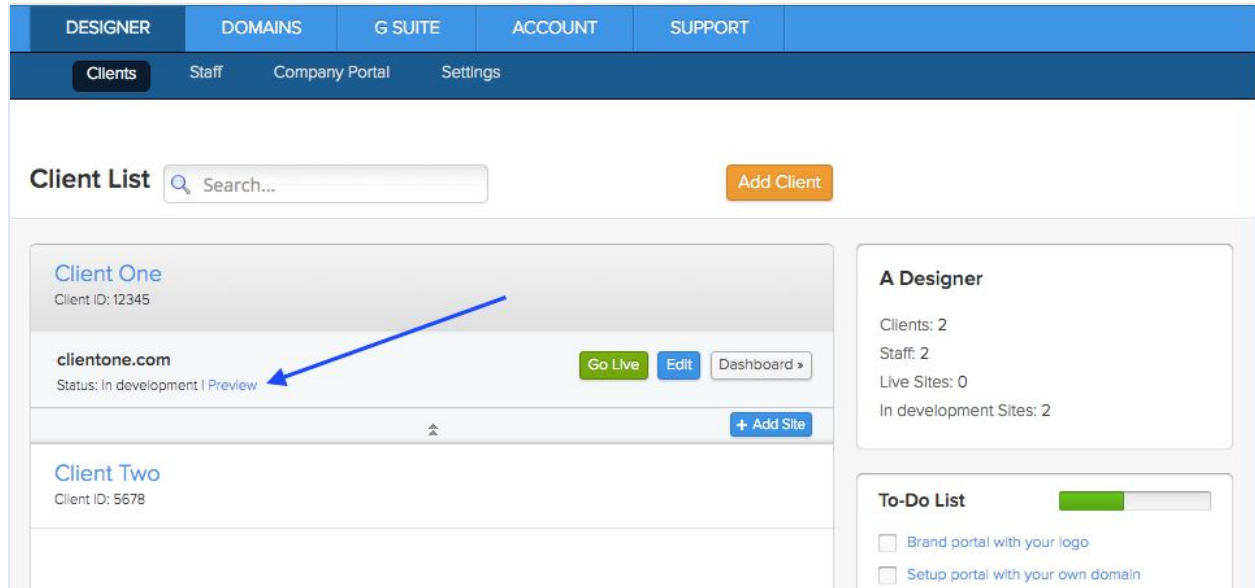 DESIGNER DOMAINS G SUITE ACCOUNT SUPPORT
Clients Staff Company Portal Settings
Client List Search... Add Client
Client One
Client ID: 12345
clientone.com
Status: In development | Preview
Go Live Edit Dashboard »
+ Add Site
Client Two
Client ID: 5678
A Designer
Clients: 2
Staff: 2
Live Sites: 0
In development Sites: 2
To-Do List
Brand portal with your logo
Setup portal with your own domain